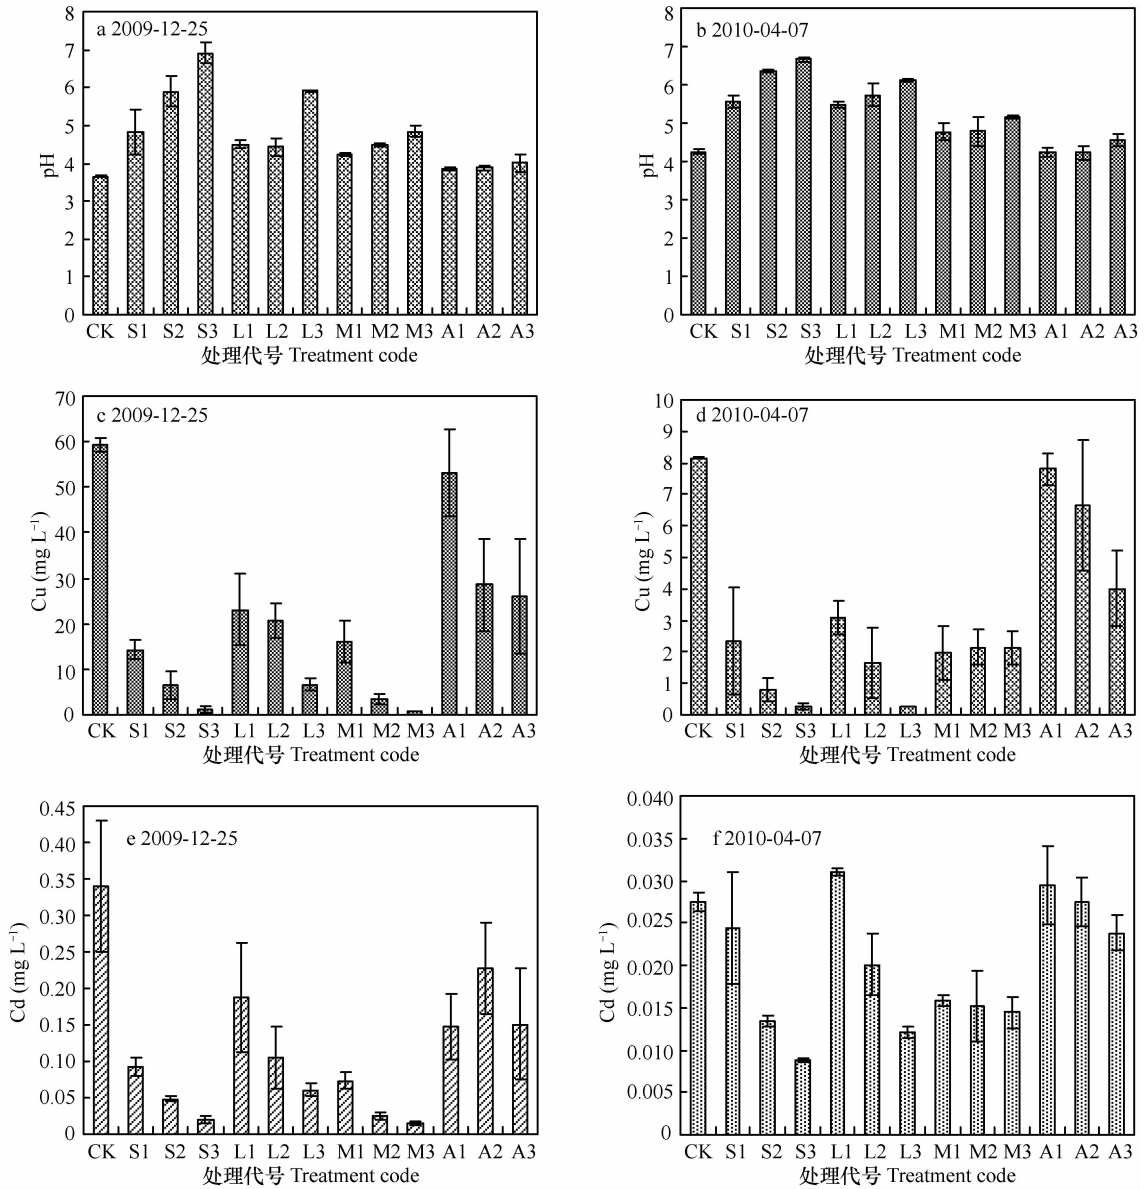 a 2009-12-25
pH
8
7
6
5
4
3
2
1
0
CK S1 S2 S3 L1 L2 L3 M1 M2 M3 A1 A2 A3
处理代号 Treatment code
b 2010-04-07
pH
8
7
6
5
4
3
2
1
0
CK S1 S2 S3 L1 L2 L3 M1 M2 M3 A1 A2 A3
处理代号 Treatment code
c 2009-12-25
Cu (mg L⁻¹)
70
60
50
40
30
20
10
0
CK S1 S2 S3 L1 L2 L3 M1 M2 M3 A1 A2 A3
处理代号 Treatment code
d 2010-04-07
Cu (mg L⁻¹)
10
9
8
7
6
5
4
3
2
1
0
CK S1 S2 S3 L1 L2 L3 M1 M2 M3 A1 A2 A3
处理代号 Treatment code
e 2009-12-25
Cd (mg L⁻¹)
0.45
0.40
0.35
0.30
0.25
0.20
0.15
0.10
0.05
0
CK S1 S2 S3 L1 L2 L3 M1 M2 M3 A1 A2 A3
处理代号 Treatment code
f 2010-04-07
Cd (mg L⁻¹)
0.040
0.035
0.030
0.025
0.020
0.015
0.010
0.005
0
CK S1 S2 S3 L1 L2 L3 M1 M2 M3 A1 A2 A3
处理代号 Treatment code